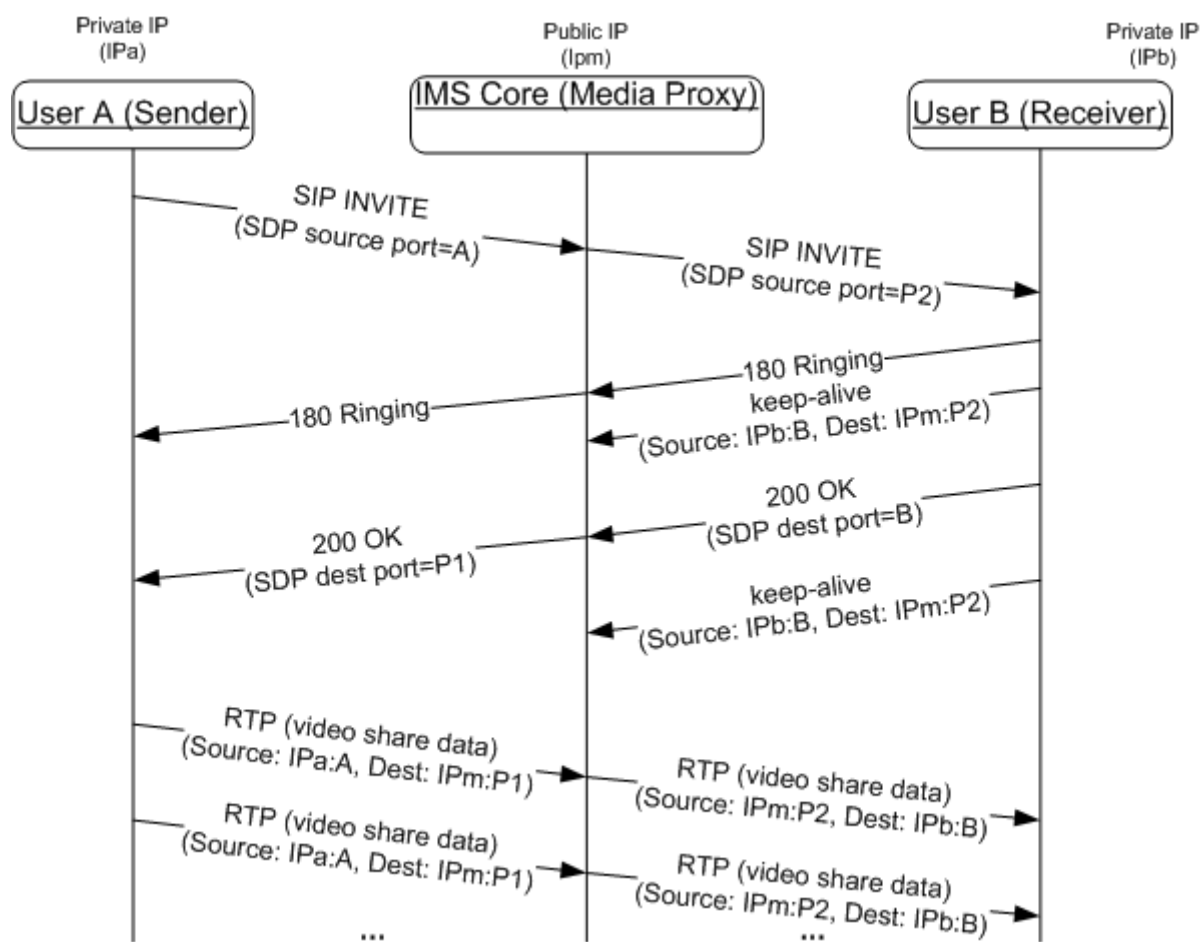 Private IP
(IPa)
Public IP
(Ipm)
Private IP
(IPb)
User A (Sender)
IMS Core (Media Proxy)
User B (Receiver)
SIP INVITE
(SDP source port=A)
SIP INVITE
(SDP source port=P2)
180 Ringing
180 Ringing
keep-alive
(Source: IPb:B, Dest: IPm:P2)
200 OK
(SDP dest port=B)
200 OK
(SDP dest port=P1)
keep-alive
(Source: IPb:B, Dest: IPm:P2)
RTP (video share data)
(Source: IPa:A, Dest: IPm:P1)
RTP (video share data)
(Source: IPm:P2, Dest: IPb:B)
RTP (video share data)
(Source: IPa:A, Dest: IPm:P1)
RTP (video share data)
(Source: IPm:P2, Dest: IPb:B)
...
...